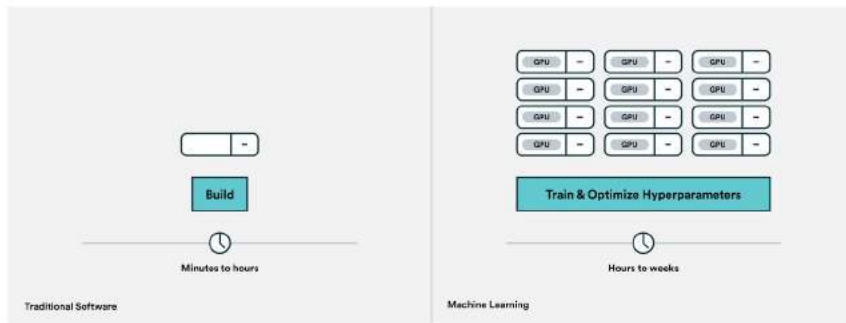 GPU - GPU - GPU -
GPU - GPU - GPU -
GPU - GPU - GPU -
GPU - GPU - GPU -
-
Build
Minutes to hours
Traditional Software
Train & Optimize Hyperparameters
Hours to weeks
Machine Learning